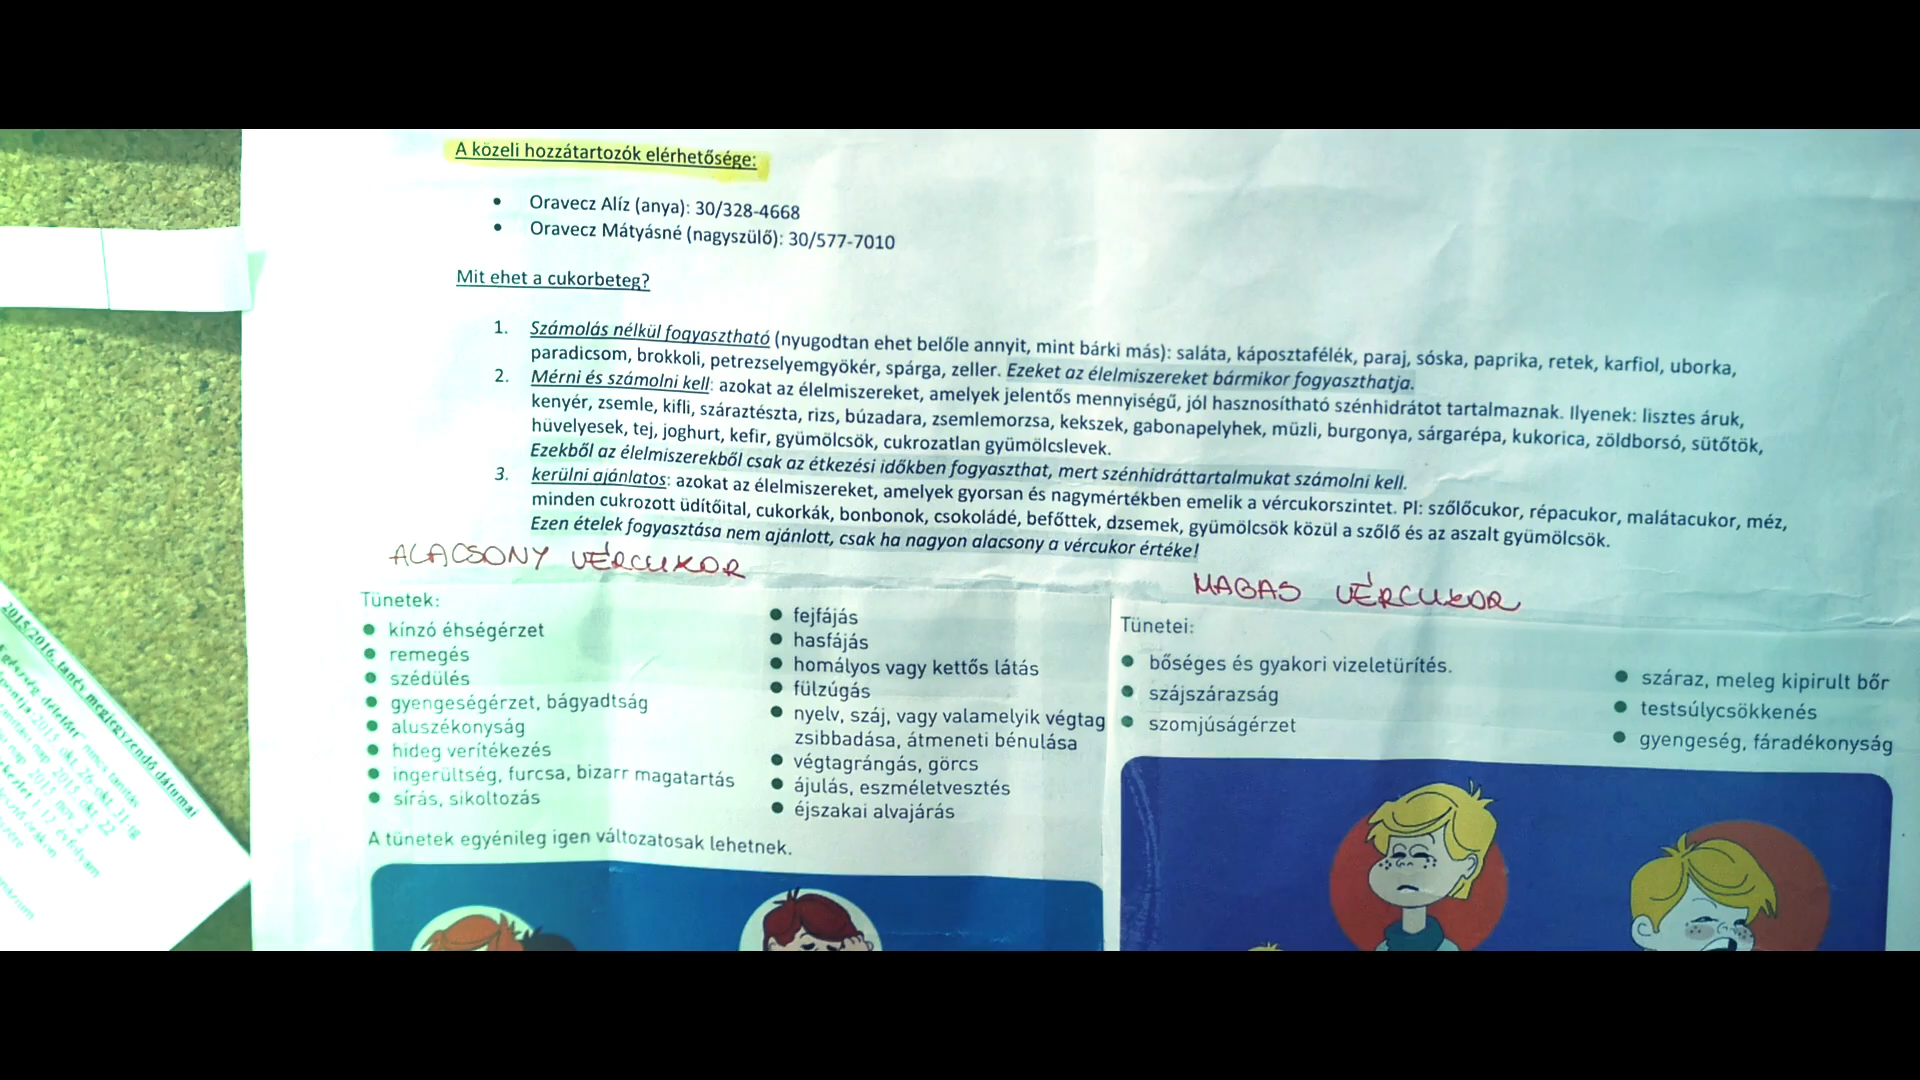 A közeli hozzátartozók elérhetősége:
• Oravecz Alíz (anya): 30/328-4668
• Oravecz Mátyásné (nagyszülő): 30/577-7010
Mit ehet a cukorbeteg?
1. Számolás nélkül fogyasztható (nyugodtan ehet belőle annyit, mint bárki más): saláta, káposztafélék, paraj, sóska, paprika, retek, karfiol, uborka,
paradicsom, brokkoli, petrezselyemgyökér, spárga, zeller. Ezeket az élelmiszereket bármikor fogyaszthatja.
2. Mérni és számolni kell: azokat az élelmiszereket, amelyek jelentős mennyiségű, jól hasznosítható szénhidrátot tartalmaznak. Ilyenek: lisztes áruk,
kenyér, zsemle, kifli, száraztészta, rizs, búzadara, zsemlemorzsa, kekszek, gabonapelyhek, müzli, burgonya, sárgarépa, kukorica, zöldborsó, sütőtök,
hüvelyesek, tej, joghurt, kefir, gyümölcsök, cukrozatlan gyümölcslevek.
Ezekből az élelmiszerekből csak az étkezési időkben fogyaszthat, mert szénhidráttartalmukat számolni kell.
3. kerülni ajánlatos: azokat az élelmiszereket, amelyek gyorsan és nagymértékben emelik a vércukorszintet. Pl: szőlőcukor, répacukor, malátacukor, méz,
minden cukrozott üdítőital, cukorkák, bonbonok, csokoládé, befőttek, dzsemek, gyümölcsök közül a szőlő és az aszalt gyümölcsök.
Ezen ételek fogyasztása nem ajánlott, csak ha nagyon alacsony a vércukor értéke!
ALACSONY VÉRCUKOR
Tünetek:
• kínzó éhségérzet
• remegés
• szédülés
• gyengeségérzet, bágyadtság
• aluszékonyság
• hideg verítékezés
• ingerültség, furcsa, bizarr magatartás
• sírás, sikoltozás
• fejfájás
• hasfájás
• homályos vagy kettős látás
• fülzúgás
• nyelv, száj, vagy valamelyik végtag
zsibbadása, átmeneti bénulása
• végtagrángás, görcs
• ájulás, eszméletvesztés
• éjszakai alvajárás
A tünetek egyénileg igen változatosak lehetnek.
MAGAS VÉRCUKOR
Tünetei:
• bőséges és gyakori vizeletürítés.
• szájszárazság
• szomjúságérzet
• száraz, meleg kipirult bőr
• testsúlycsökkenés
• gyengeség, fáradékonyság
2015/2016. tanév megjegyzendő dátumai